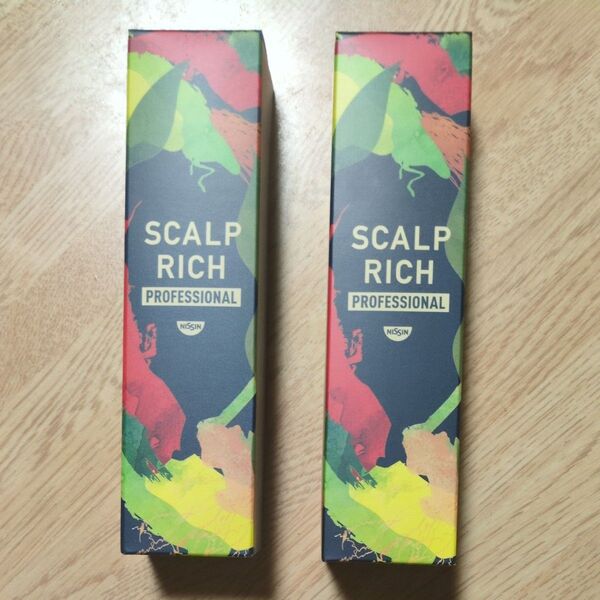 SCALP
RICH
PROFESSIONAL
NISSIN
SCALP
RICH
PROFESSIONAL
NISSIN